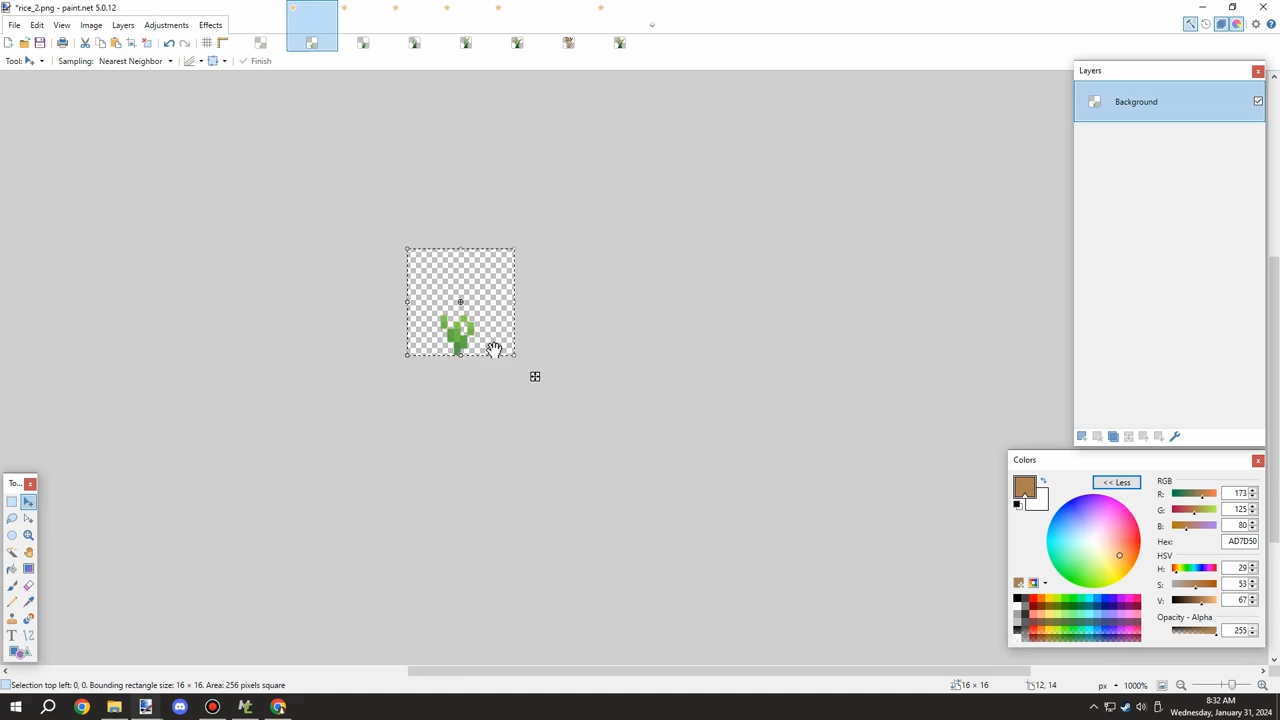 *rice_2.png - paint.net 5.0.12
File Edit View Image Layers Adjustments Effects
Tool: Sampling: Nearest Neighbor Finish
Layers
Background
Colors
<< Less
RGB
R: 173
G: 125
B: 80
Hex: AD7D50
HSV
H: 29
S: 53
V: 67
Opacity - Alpha
255
To...
Selection top left: 0, 0. Bounding rectangle size: 16 × 16. Area: 256 pixels square
16 × 16
12, 14
px
1000%
8:32 AM
Wednesday, January 31, 2024